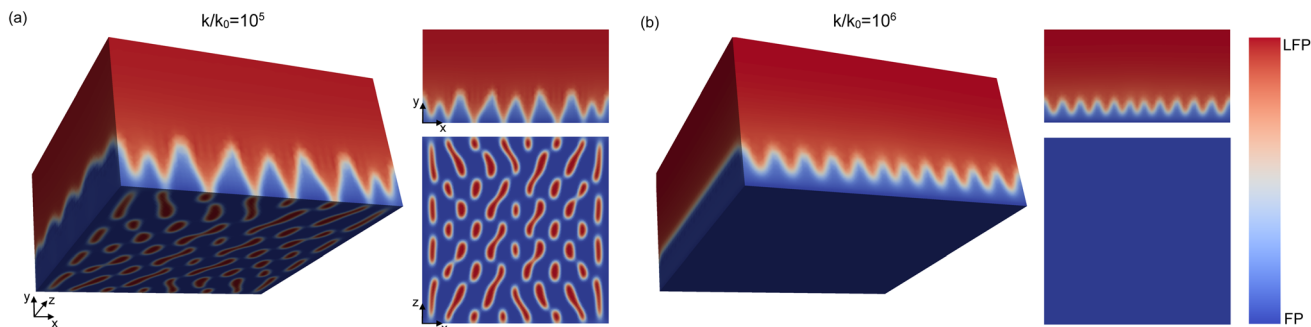 (a)
k/k₀=10⁵
y
x
z
y
z
x
(b)
k/k₀=10⁶
LFP
FP